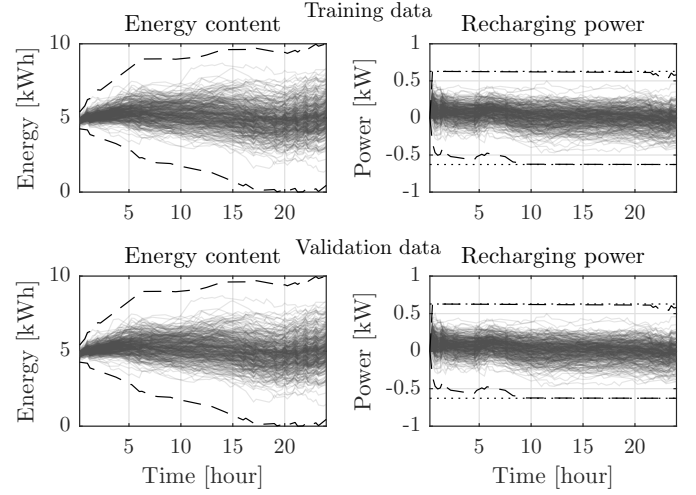 Training data
Energy content
Recharging power
Energy [kWh]
10
5
0
5
10
15
20
Power [kW]
1
0.5
0
-0.5
-1
5
10
15
20
Validation data
Energy content
Recharging power
Energy [kWh]
10
5
0
5
10
15
20
Time [hour]
Power [kW]
1
0.5
0
-0.5
-1
5
10
15
20
Time [hour]